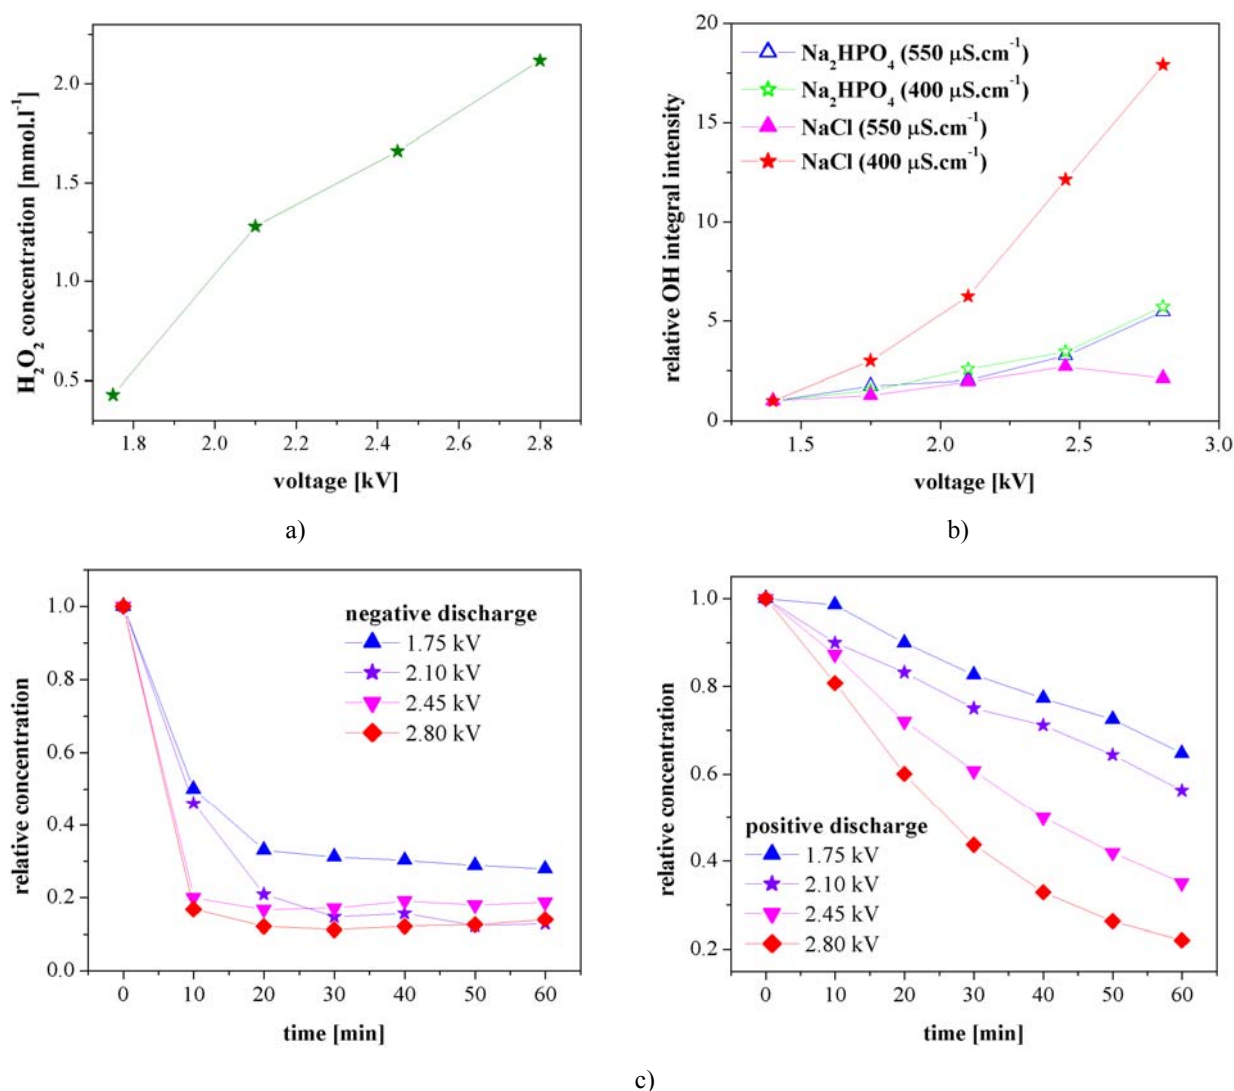 H₂O₂ concentration [mmol.l⁻¹]
2.0
1.5
1.0
0.5
1.8 2.0 2.2 2.4 2.6 2.8
voltage [kV]
a)
relative OH integral intensity
20
15
10
5
0
Na₂HPO₄ (550 μS.cm⁻¹)
Na₂HPO₄ (400 μS.cm⁻¹)
NaCl (550 μS.cm⁻¹)
NaCl (400 μS.cm⁻¹)
1.5 2.0 2.5 3.0
voltage [kV]
b)
relative concentration
1.0
0.8
0.6
0.4
0.2
0.0
negative discharge
1.75 kV
2.10 kV
2.45 kV
2.80 kV
0 10 20 30 40 50 60
time [min]
relative concentration
1.0
0.8
0.6
0.4
0.2
positive discharge
1.75 kV
2.10 kV
2.45 kV
2.80 kV
0 10 20 30 40 50 60
time [min]
c)